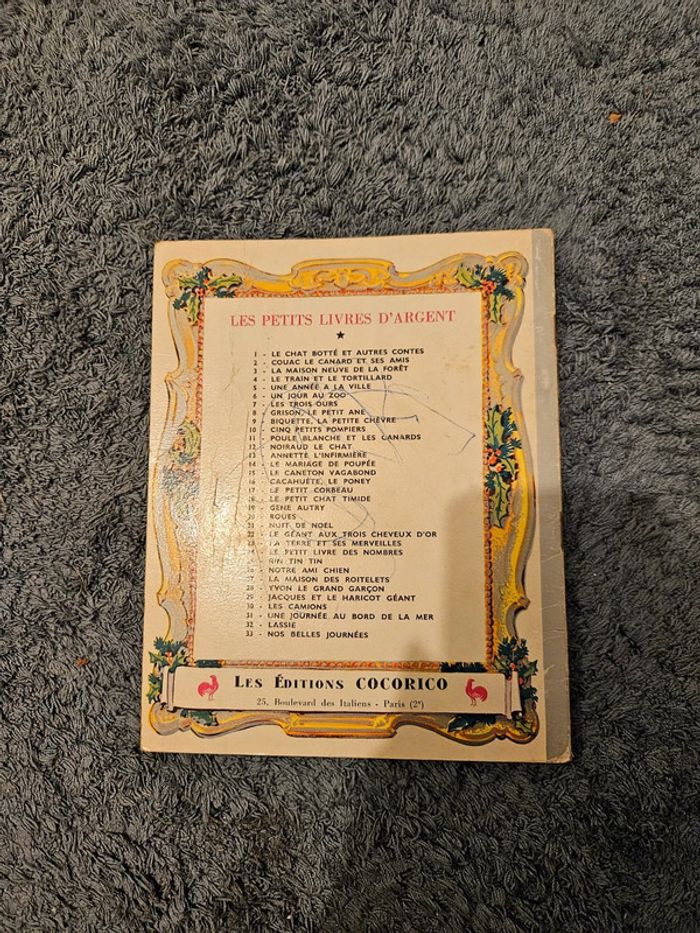 LES PETITS LIVRES D'ARGENT
★
1 - LE CHAT BOTTÉ ET AUTRES CONTES
2 - COUAC LE CANARD ET SES AMIS
3 - LA MAISON NEUVE DE LA FORÊT
4 - LE TRAIN ET LE TORTILLARD
5 - UNE ANNÉE A LA VILLE
6 - UN JOUR AU ZOO
7 - LES TROIS OURS
8 - GRISON, LE PETIT ANE
9 - BIQUETTE, LA PETITE CHÈVRE
10 - CINQ PETITS POMPIERS
11 - POULE BLANCHE ET LES CANARDS
12 - NOIRAUD LE CHAT
13 - ANNETTE L'INFIRMIÈRE
14 - LE MARIAGE DE POUPÉE
15 - LE CANETON VAGABOND
16 - CACAHUÈTE, LE PONEY
17 - LE PETIT CORBEAU
18 - LE PETIT CHAT TIMIDE
19 - GENE AUTRY
20 - ROUES
21 - NUIT DE NOËL
22 - LE GÉANT AUX TROIS CHEVEUX D'OR
23 - LA TERRE ET SES MERVEILLES
24 - LE PETIT LIVRE DES NOMBRES
25 - RIN TIN TIN
26 - NOTRE AMI CHIEN
27 - LA MAISON DES ROITELETS
28 - YVON LE GRAND GARÇON
29 - JACQUES ET LE HARICOT GÉANT
30 - LES CAMIONS
31 - UNE JOURNÉE AU BORD DE LA MER
32 - LASSIE
33 - NOS BELLES JOURNÉES
LES ÉDITIONS COCORICO
25, Boulevard des Italiens - Paris (2e)